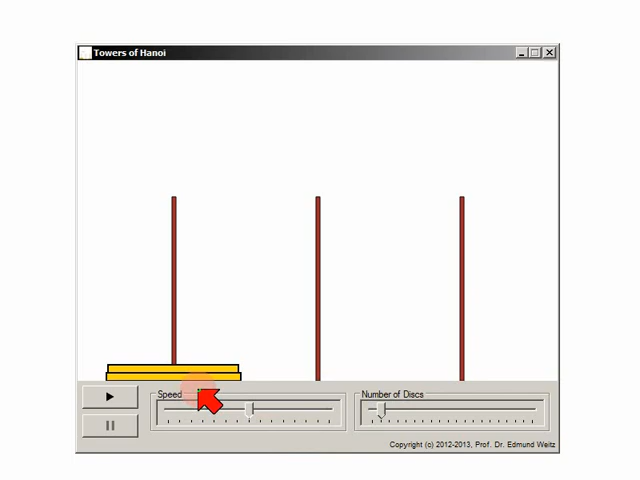 Towers of Hanoi
Speed
Number of Discs
Copyright (c) 2012-2013, Prof. Dr. Edmund Weitz